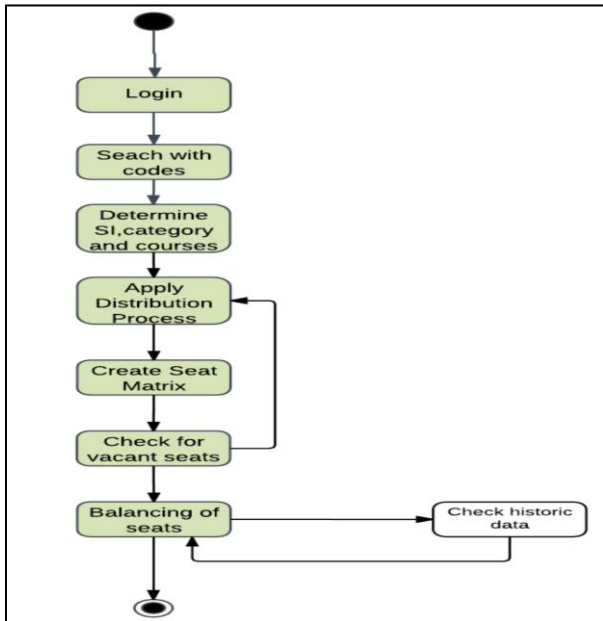 Login
Seach with
codes
Determine
SI,category
and courses
Apply
Distribution
Process
Create Seat
Matrix
Check for
vacant seats
Balancing of
seats
Check historic
data